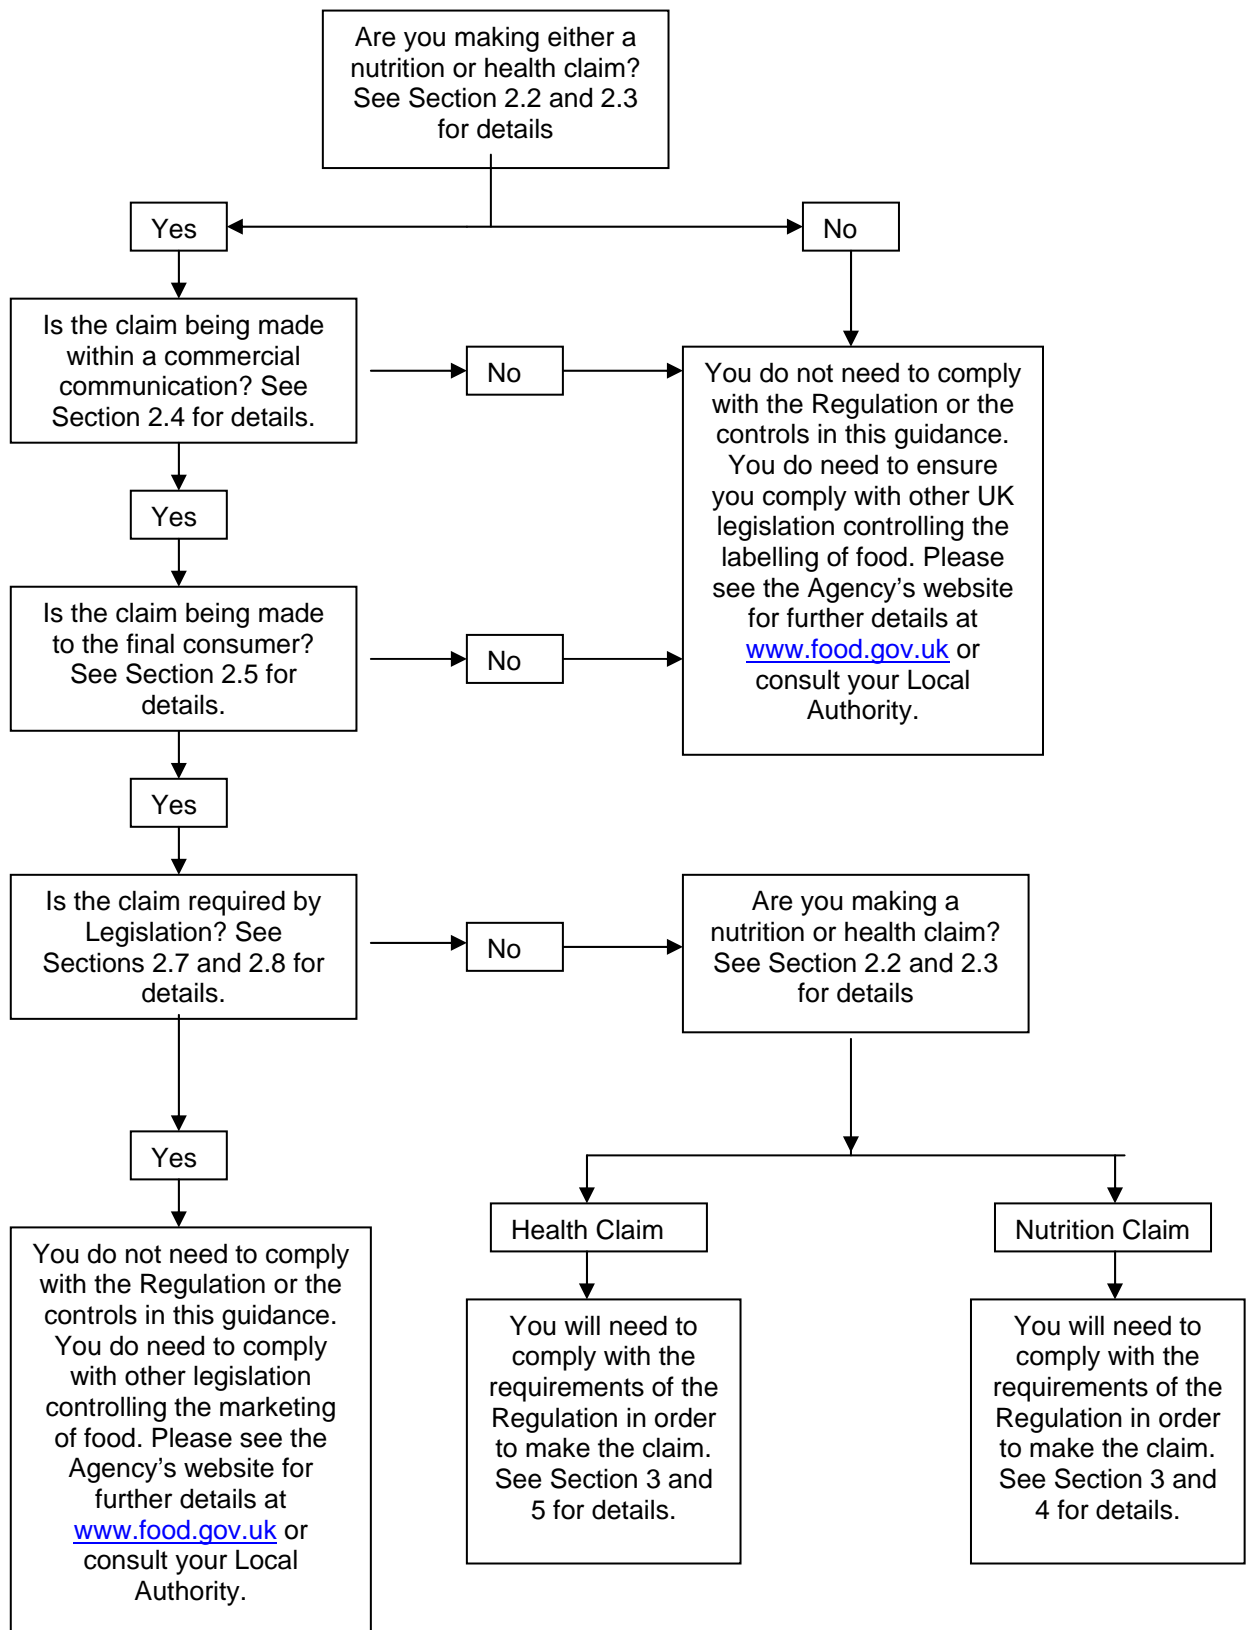 Are you making either a
nutrition or health claim?
See Section 2.2 and 2.3
for details
Yes
No
Is the claim being made
within a commercial
communication? See
Section 2.4 for details.
No
You do not need to comply
with the Regulation or the
controls in this guidance.
You do need to ensure
you comply with other UK
legislation controlling the
labelling of food. Please
see the Agency's website
for further details at
www.food.gov.uk or
consult your Local
Authority.
Yes
Is the claim being made
to the final consumer?
See Section 2.5 for
details.
No
Yes
Is the claim required by
Legislation? See
Sections 2.7 and 2.8 for
details.
No
Are you making a
nutrition or health claim?
See Section 2.2 and 2.3
for details
Yes
Health Claim
Nutrition Claim
You do not need to comply
with the Regulation or the
controls in this guidance.
You do need to comply
with other legislation
controlling the marketing
of food. Please see the
Agency's website for
further details at
www.food.gov.uk or
consult your Local
Authority.
You will need to
comply with the
requirements of the
Regulation in order
to make the claim.
See Section 3 and
5 for details.
You will need to
comply with the
requirements of the
Regulation in order
to make the claim.
See Section 3 and
4 for details.